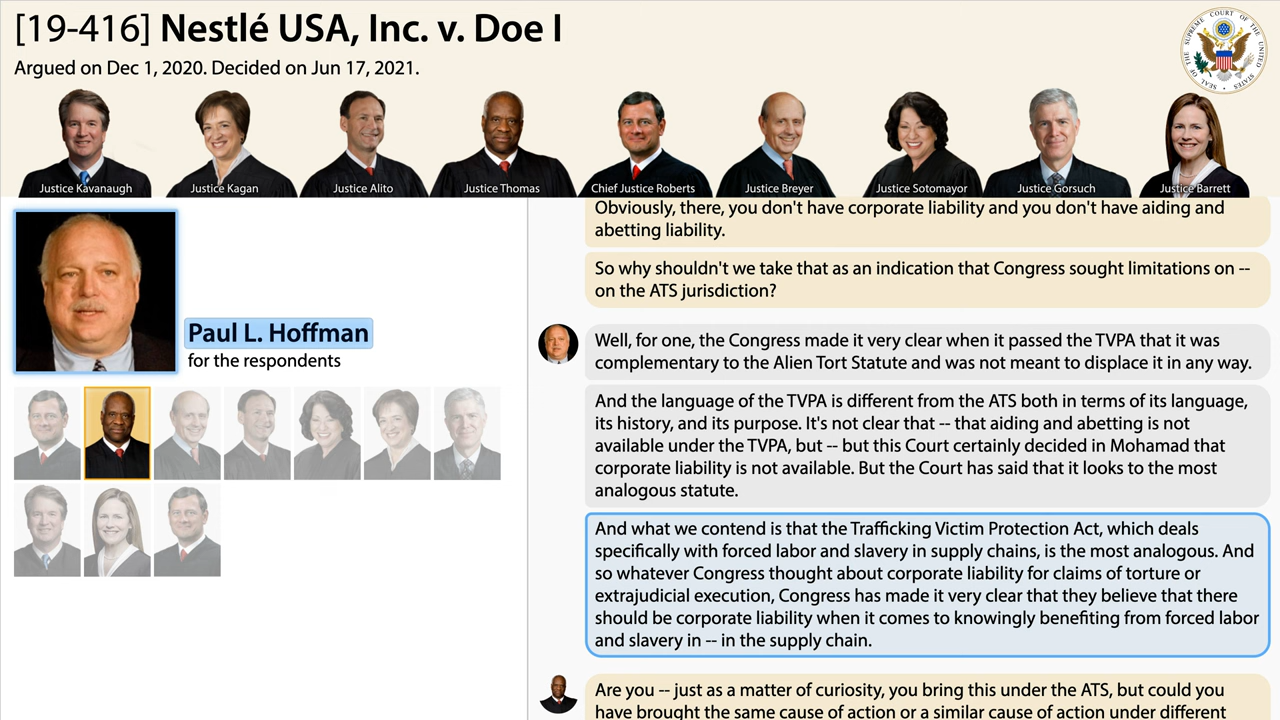 [19-416] Nestlé USA, Inc. v. Doe I
Argued on Dec 1, 2020. Decided on Jun 17, 2021.
SEAL OF THE SUPREME COURT OF THE UNITED STATES
Justice Kavanaugh
Justice Kagan
Justice Alito
Justice Thomas
Chief Justice Roberts
Justice Breyer
Justice Sotomayor
Justice Gorsuch
Justice Barrett
Paul L. Hoffman
for the respondents
Obviously, there, you don't have corporate liability and you don't have aiding and
abetting liability.
So why shouldn't we take that as an indication that Congress sought limitations on --
on the ATS jurisdiction?
Well, for one, the Congress made it very clear when it passed the TVPA that it was
complementary to the Alien Tort Statute and was not meant to displace it in any way.
And the language of the TVPA is different from the ATS both in terms of its language,
its history, and its purpose. It's not clear that -- that aiding and abetting is not
available under the TVPA, but -- but this Court certainly decided in Mohamad that
corporate liability is not available. But the Court has said that it looks to the most
analogous statute.
And what we contend is that the Trafficking Victim Protection Act, which deals
specifically with forced labor and slavery in supply chains, is the most analogous. And
so whatever Congress thought about corporate liability for claims of torture or
extrajudicial execution, Congress has made it very clear that they believe that there
should be corporate liability when it comes to knowingly benefiting from forced labor
and slavery in -- in the supply chain.
Are you -- just as a matter of curiosity, you bring this under the ATS, but could you
have brought the same cause of action or a similar cause of action under different